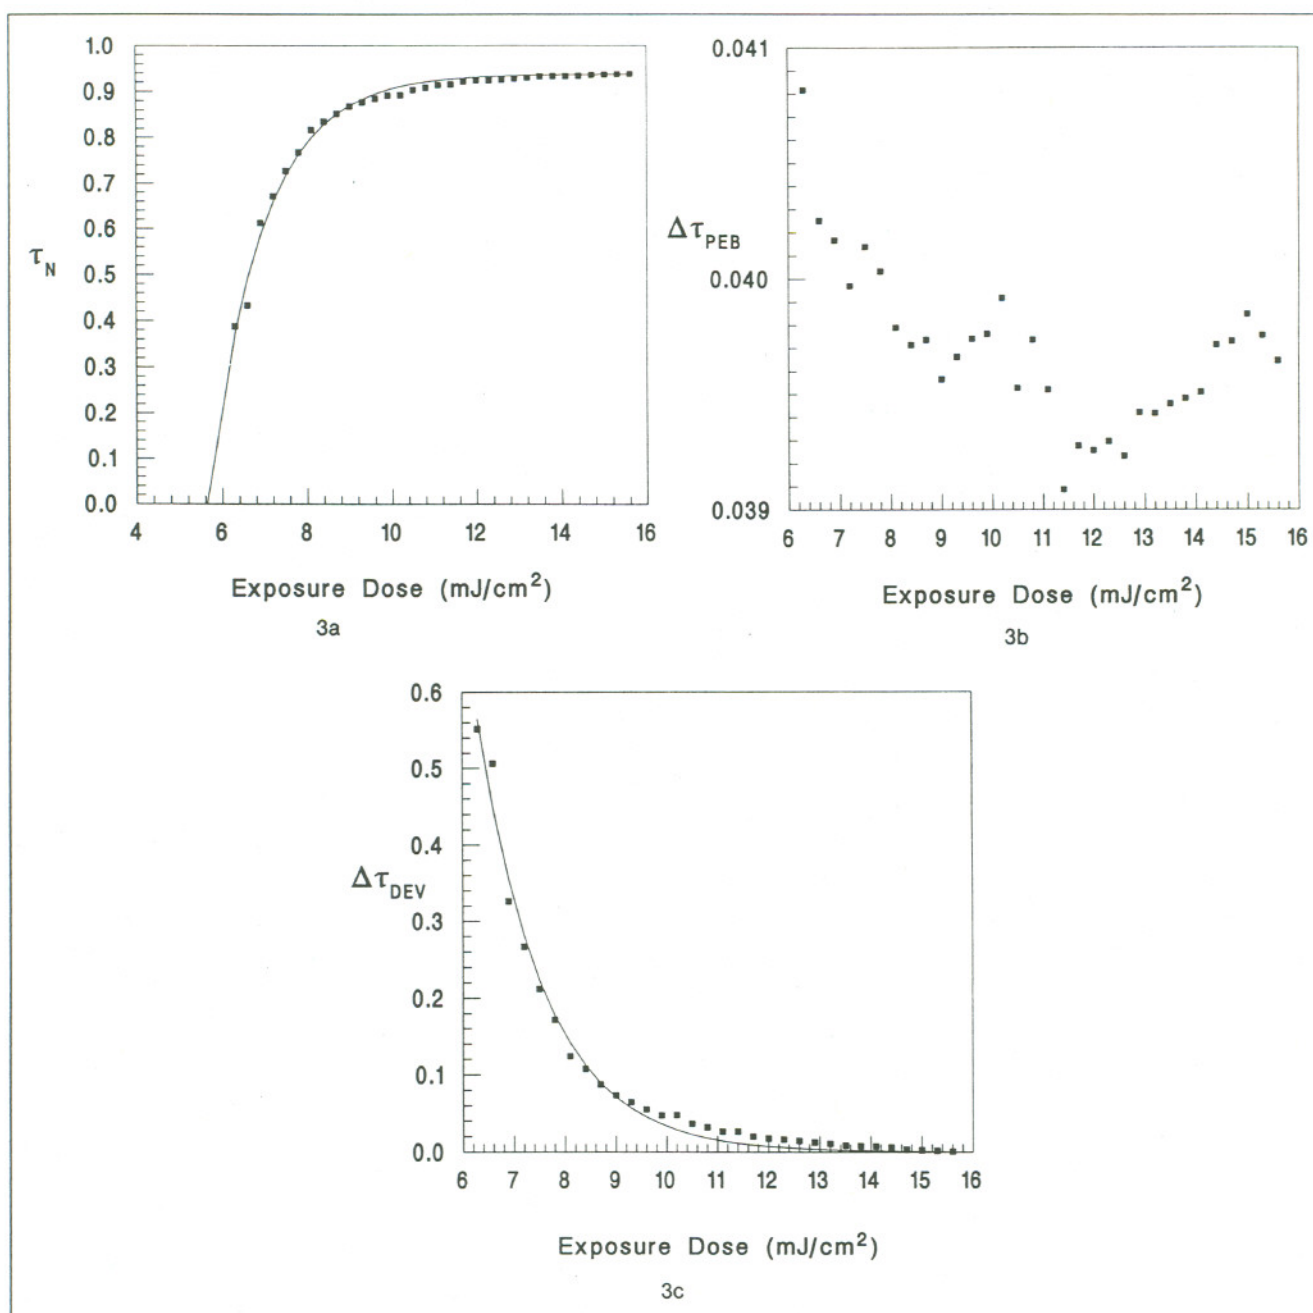 1.0
0.9
0.8
0.7
0.6
0.5
0.4
0.3
0.2
0.1
0.0
τN
4 6 8 10 12 14 16
Exposure Dose (mJ/cm²)
3a
0.041
0.040
0.039
ΔτPEB
6 7 8 9 10 11 12 13 14 15 16
Exposure Dose (mJ/cm²)
3b
0.6
0.5
0.4
0.3
0.2
0.1
0.0
ΔτDEV
6 7 8 9 10 11 12 13 14 15 16
Exposure Dose (mJ/cm²)
3c